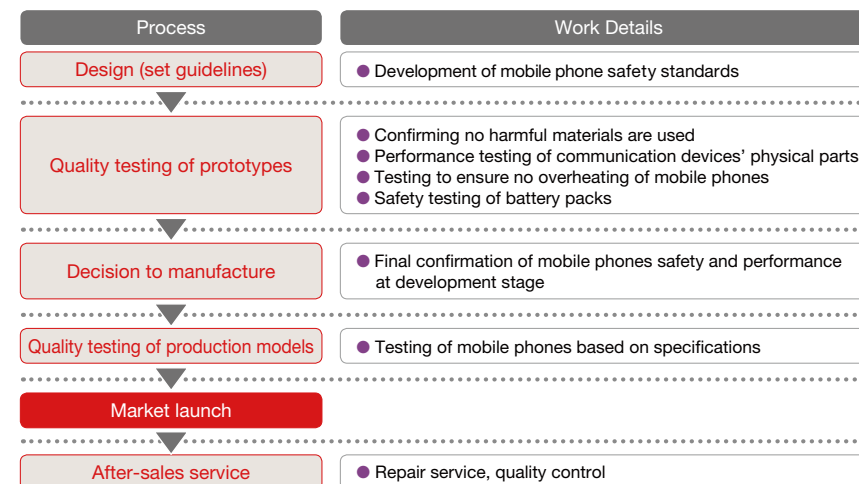 Process
Work Details
Design (set guidelines)
● Development of mobile phone safety standards
Quality testing of prototypes
● Confirming no harmful materials are used
● Performance testing of communication devices’ physical parts
● Testing to ensure no overheating of mobile phones
● Safety testing of battery packs
Decision to manufacture
● Final confirmation of mobile phones safety and performance
at development stage
Quality testing of production models
● Testing of mobile phones based on specifications
Market launch
After-sales service
● Repair service, quality control